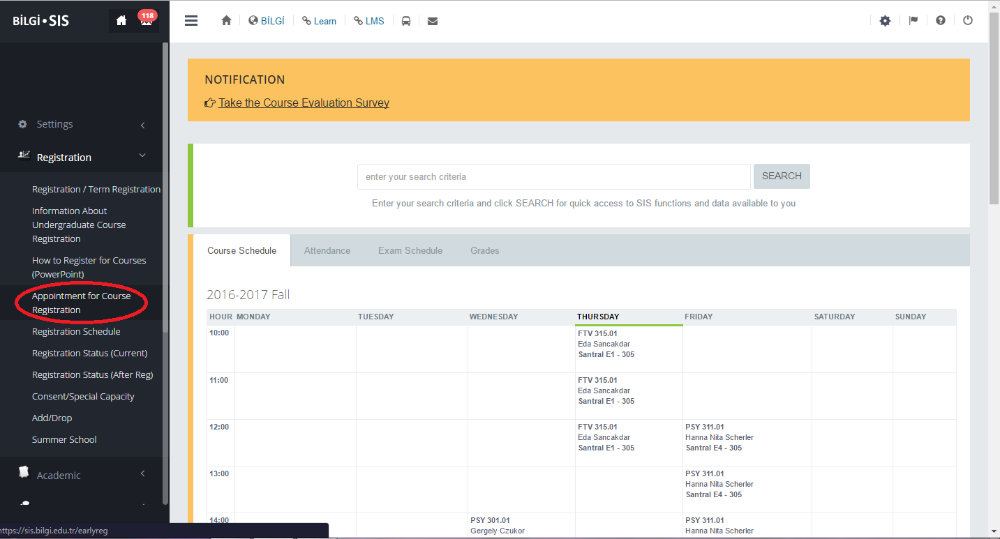 BİLGİ•SIS
118
BİLGİ
Learn
LMS
Settings
Registration
Registration / Term Registration
Information About
Undergraduate Course
Registration
How to Register for Courses
(PowerPoint)
Appointment for Course
Registration
Registration Schedule
Registration Status (Current)
Registration Status (After Reg)
Consent/Special Capacity
Add/Drop
Summer School
Academic
https://sis.bilgi.edu.tr/earlyreg
NOTIFICATION
Take the Course Evaluation Survey
enter your search criteria
SEARCH
Enter your search criteria and click SEARCH for quick access to SIS functions and data available to you
Course Schedule Attendance Exam Schedule Grades
2016-2017 Fall
HOUR MONDAY TUESDAY WEDNESDAY THURSDAY FRIDAY SATURDAY SUNDAY
10:00
FTV 315.01
Eda Sancakdar
Santral E1 - 305
11:00
FTV 315.01
Eda Sancakdar
Santral E1 - 305
12:00
FTV 315.01
Eda Sancakdar
Santral E1 - 305
PSY 311.01
Hanna Nita Scherler
Santral E4 - 305
13:00
PSY 311.01
Hanna Nita Scherler
Santral E4 - 305
14:00
PSY 301.01
Gergely Czukor
PSY 311.01
Hanna Nita Scherler